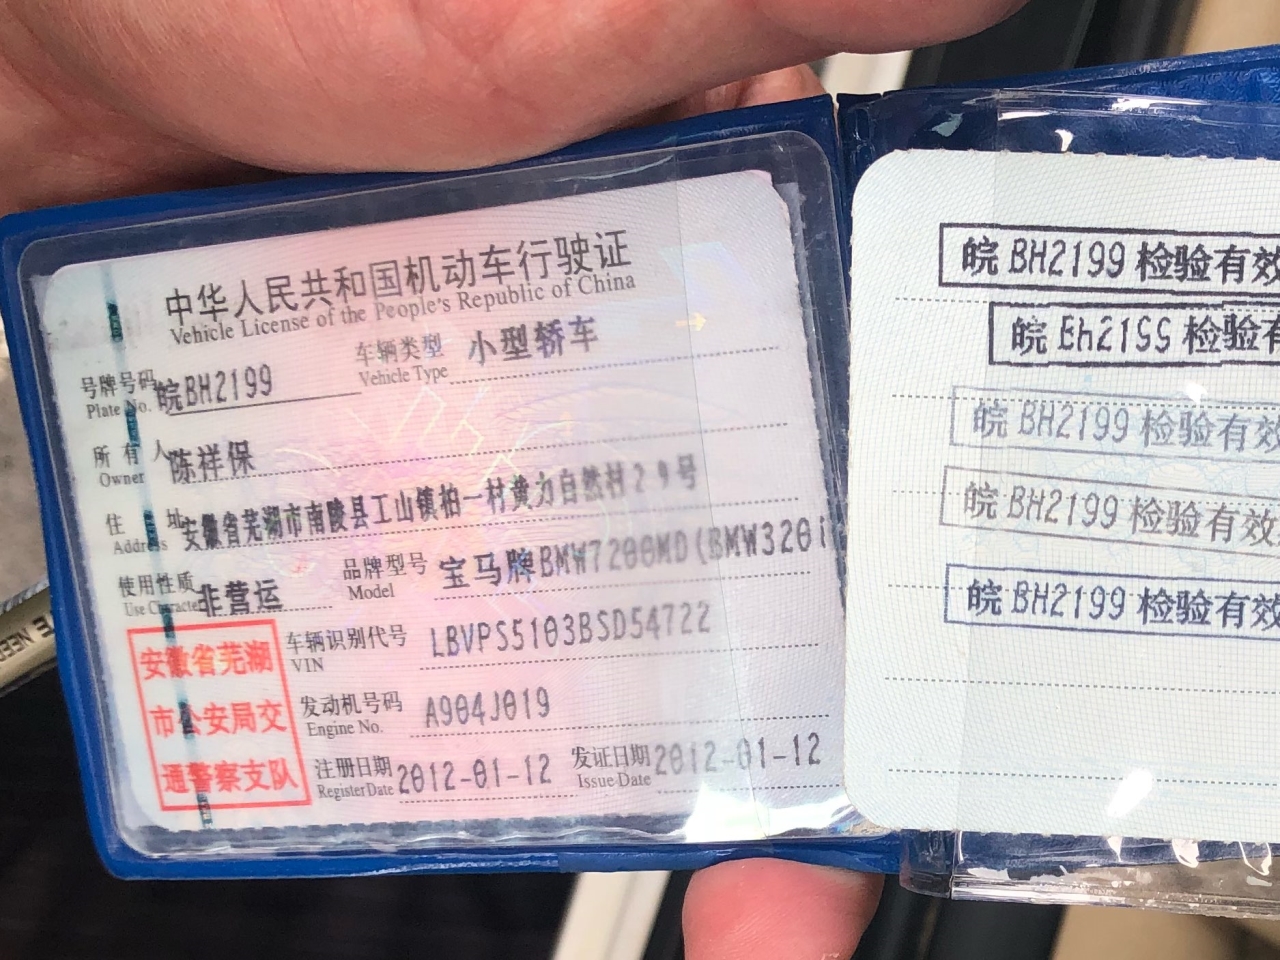 中华人民共和国机动车行驶证
Vehicle License of the People's Republic of China
号牌号码 皖BH2199 车辆类型 小型轿车
Plate No. Vehicle Type
所有人 陈祥保
Owner
住址 安徽省芜湖市南陵县工山镇柏一村黄力自然村29号
Address
使用性质 非营运 品牌型号 宝马牌BMW7200MD(BMW320i
Use Character Model
安徽省芜湖
市公安局交
通警察支队
车辆识别代号 LBVPS5103BSD54722
VIN
发动机号码 A904J019
Engine No.
注册日期 2012-01-12 发证日期 2012-01-12
Register Date Issue Date
皖BH2199检验有效
皖Eh21SS检验有
皖BH2199检验有效
皖BH2199检验有效
皖BH2199检验有效